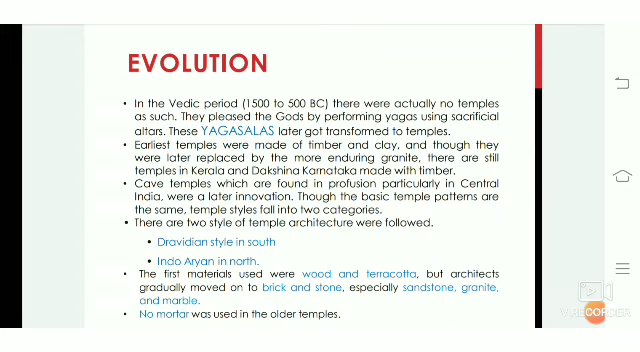 EVOLUTION
• In the Vedic period (1500 to 500 BC) there were actually no temples
as such. They pleased the Gods by performing yagas using sacrificial
altars. These YAGASALAS later got transformed to temples.
• Earliest temples were made of timber and clay, and though they
were later replaced by the more enduring granite, there are still
temples in Kerala and Dakshina Karnataka made with timber.
• Cave temples which are found in profusion particularly in Central
India, were a later innovation. Though the basic temple patterns are
the same, temple styles fall into two categories.
• There are two style of temple architecture were followed.
• Dravidian style in south
• Indo Aryan in north.
• The first materials used were wood and terracotta, but architects
gradually moved on to brick and stone, especially sandstone, granite,
and marble.
• No mortar was used in the older temples.
V.RECORDER